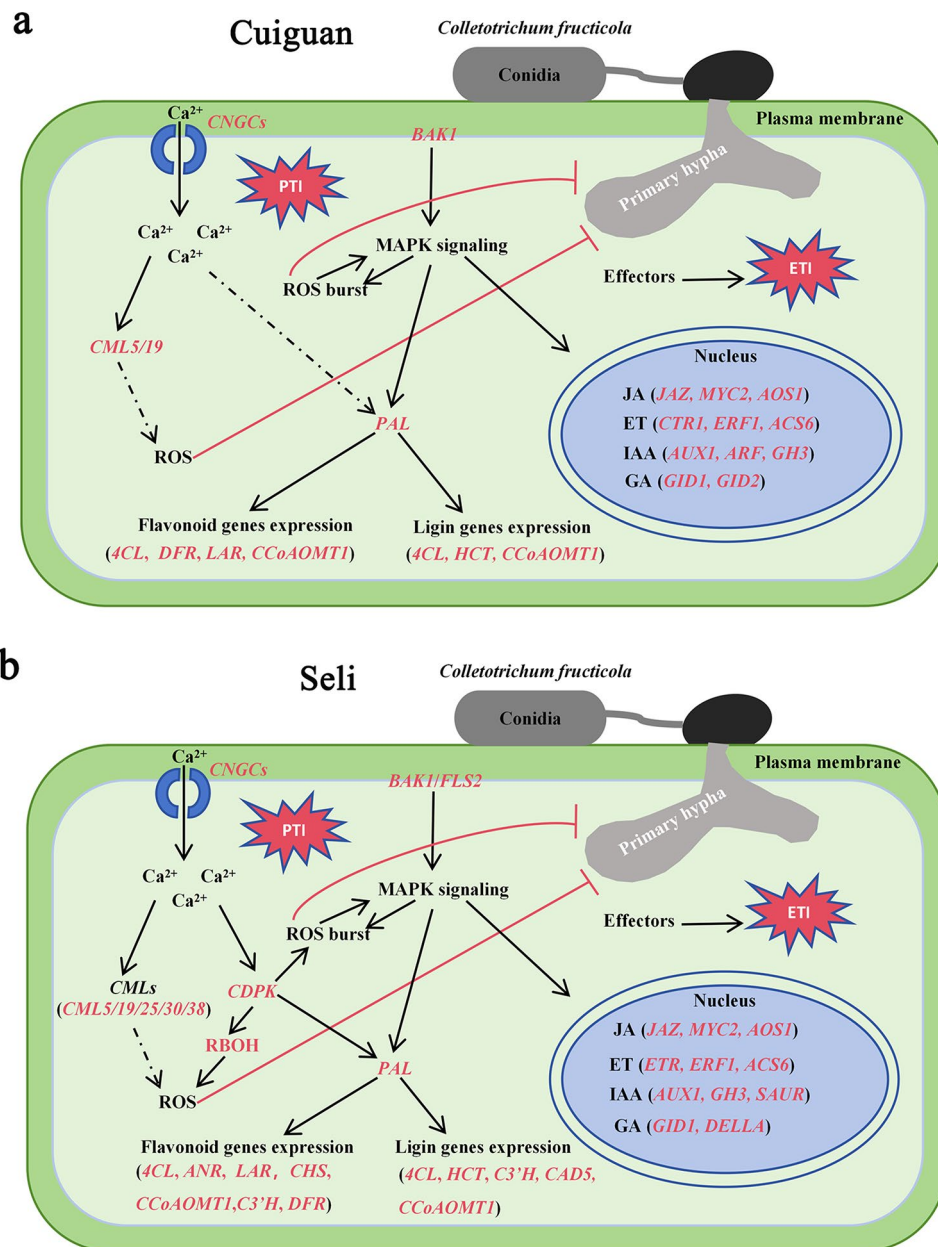 a
Cuiguan
Colletotrichum fructicola
Conidia
Ca²⁺
CNGCs
BAK1
Plasma membrane
PTI
Primary hypha
Ca²⁺ Ca²⁺
Ca²⁺
MAPK signaling
ROS burst
Effectors
ETI
CML5/19
Nucleus
JA (JAZ, MYC2, AOS1)
ET (CTR1, ERF1, ACS6)
IAA (AUX1, ARF, GH3)
GA (GID1, GID2)
PAL
ROS
Flavonoid genes expression
(4CL, DFR, LAR, CCoAOMT1)
Ligin genes expression
(4CL, HCT, CCoAOMT1)
b
Seli
Colletotrichum fructicola
Conidia
Ca²⁺
CNGCs
BAK1/FLS2
Plasma membrane
PTI
Primary hypha
Ca²⁺ Ca²⁺
Ca²⁺
MAPK signaling
ROS burst
Effectors
ETI
CMLs
(CML5/19/25/30/38)
CDPK
RBOH
Nucleus
JA (JAZ, MYC2, AOS1)
ET (ETR, ERF1, ACS6)
IAA (AUX1, GH3, SAUR)
GA (GID1, DELLA)
PAL
ROS
Flavonoid genes expression
(4CL, ANR, LAR, CHS,
CCoAOMT1,C3’H, DFR)
Ligin genes expression
(4CL, HCT, C3’H, CAD5,
CCoAOMT1)